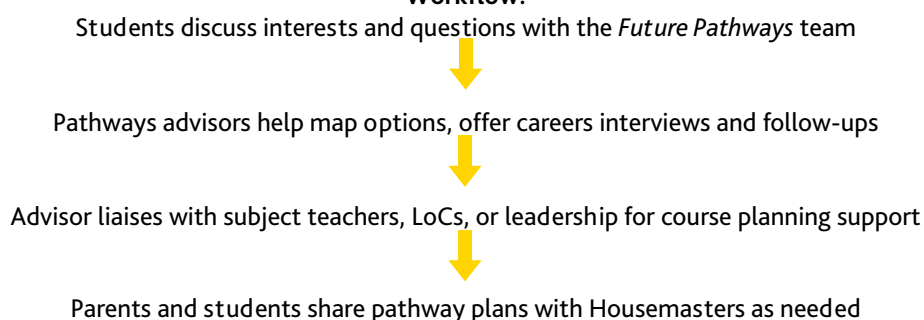 Workflow:
Students discuss interests and questions with the Future Pathways team
Pathways advisors help map options, offer careers interviews and follow-ups
Advisor liaises with subject teachers, LoCs, or leadership for course planning support
Parents and students share pathway plans with Housemasters as needed